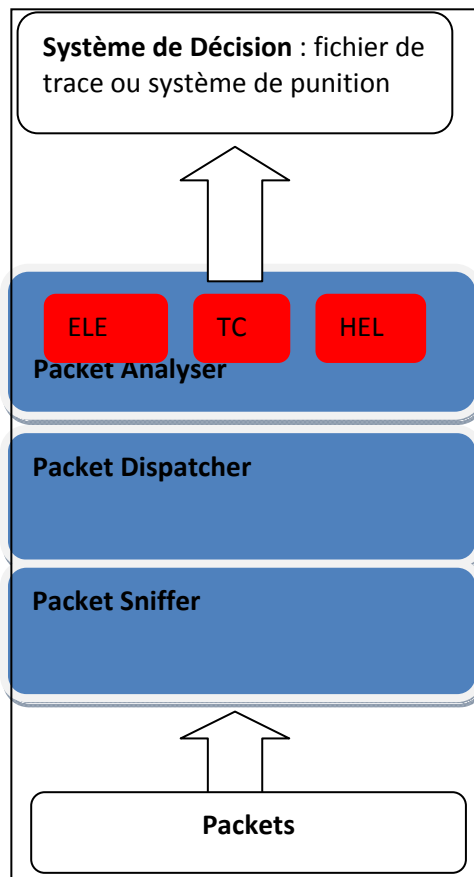 Système de Décision : fichier de
trace ou système de punition
ELE TC HEL
Packet Analyser
Packet Dispatcher
Packet Sniffer
Packets